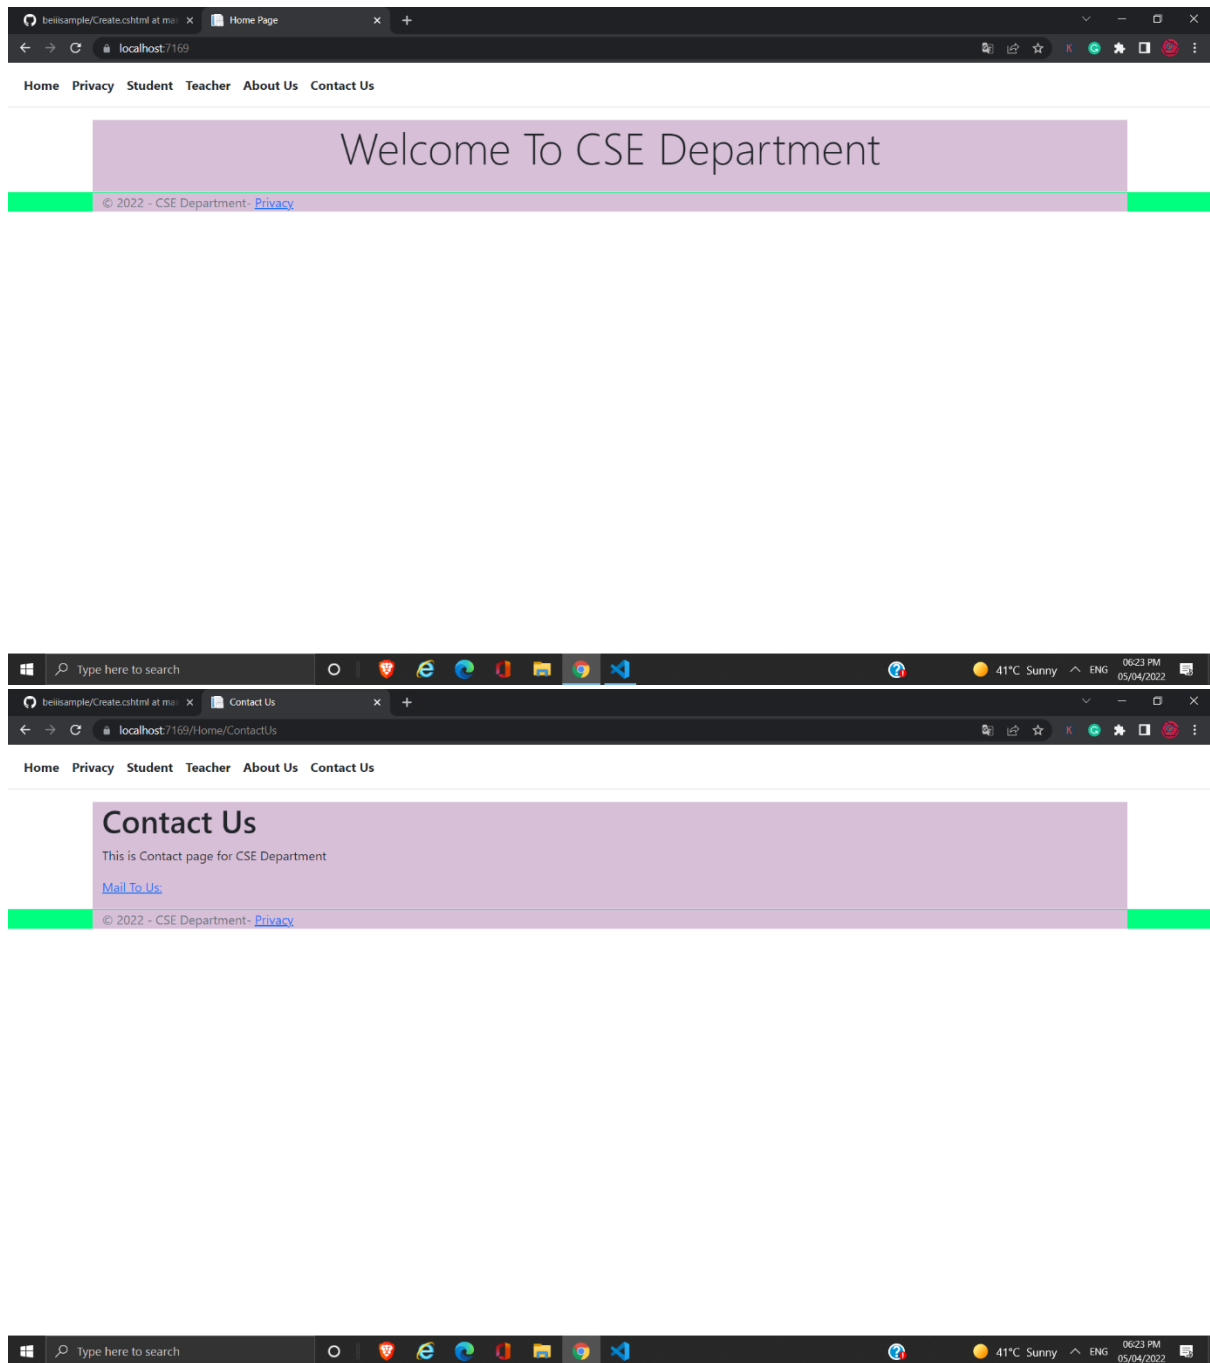 beiiisample/Create.cshtml at mai
Home Page
localhost:7169
Home Privacy Student Teacher About Us Contact Us
Welcome To CSE Department
© 2022 - CSE Department- Privacy
Type here to search
41°C Sunny ENG 06:23 PM
05/04/2022
beiiisample/Create.cshtml at mai
Contact Us
localhost:7169/Home/ContactUs
Home Privacy Student Teacher About Us Contact Us
Contact Us
This is Contact page for CSE Department
Mail To Us:
© 2022 - CSE Department- Privacy
Type here to search
41°C Sunny ENG 06:23 PM
05/04/2022